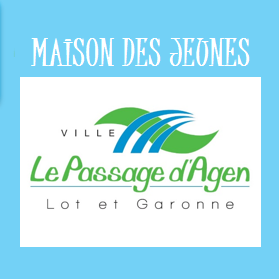 MAISON DES JEUNES
VILLE
Le Passage d'Agen
Lot et Garonne